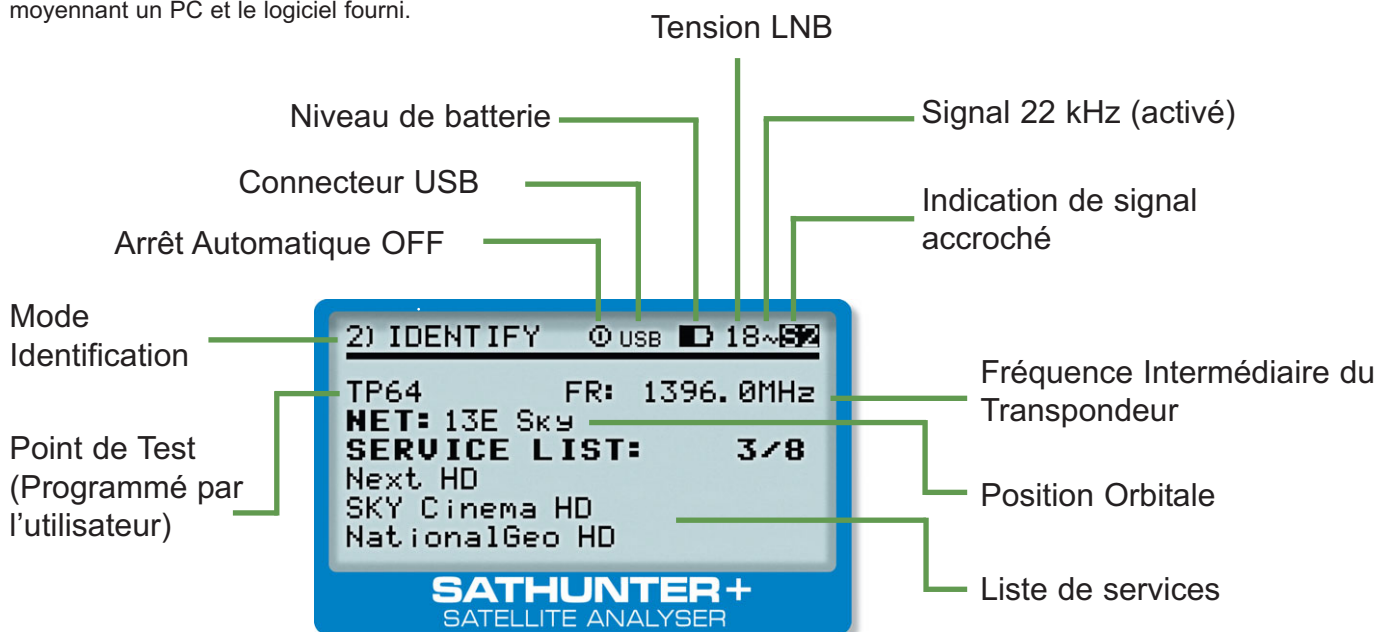 moyennant un PC et le logiciel fourni.
Tension LNB
Niveau de batterie
Signal 22 kHz (activé)
Connecteur USB
Indication de signal
accroché
Arrêt Automatique OFF
Mode
Identification
2) IDENTIFY USB 18~S2
TP64 FR: 1396.0MHz
NET: 13E Sky
SERVICE LIST: 3/8
Next HD
SKY Cinema HD
NationalGeo HD
Fréquence Intermédiaire du
Transpondeur
Point de Test
(Programmé par
l'utilisateur)
Position Orbitale
Liste de services
SATHUNTER+
SATELLITE ANALYSER